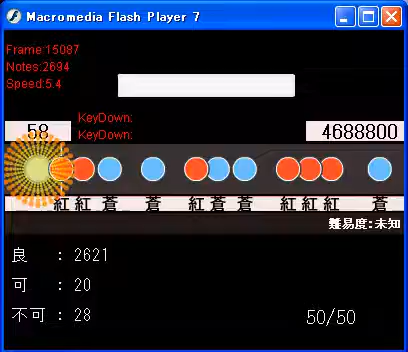 Macromedia Flash Player 7
Frame:15087
Notes:2694
Speed:5.4
KeyDown:
58 KeyDown: 4688800
紅 紅 蒼 蒼 紅 蒼 蒼 紅 紅 紅 蒼
難易度:未知
良 : 2621
可 : 20
不可 : 28 50/50